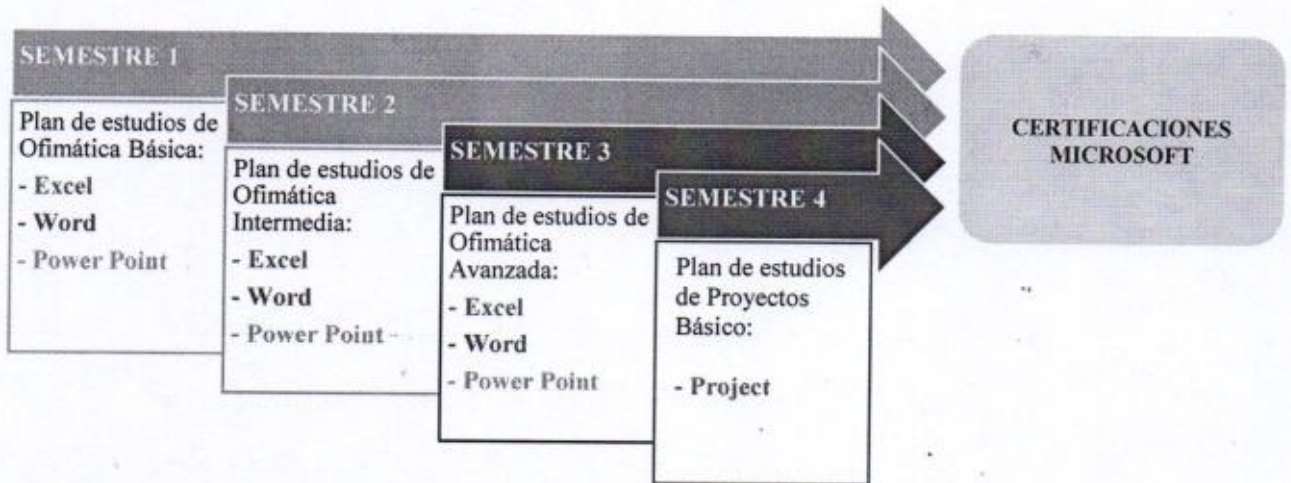 SEMESTRE 1
Plan de estudios de
Ofimática Básica:
- Excel
- Word
- Power Point
SEMESTRE 2
Plan de estudios de
Ofimática
Intermedia:
- Excel
- Word
- Power Point
SEMESTRE 3
Plan de estudios de
Ofimática
Avanzada:
- Excel
- Word
- Power Point
SEMESTRE 4
Plan de estudios
de Proyectos
Básico:
- Project
CERTIFICACIONES
MICROSOFT